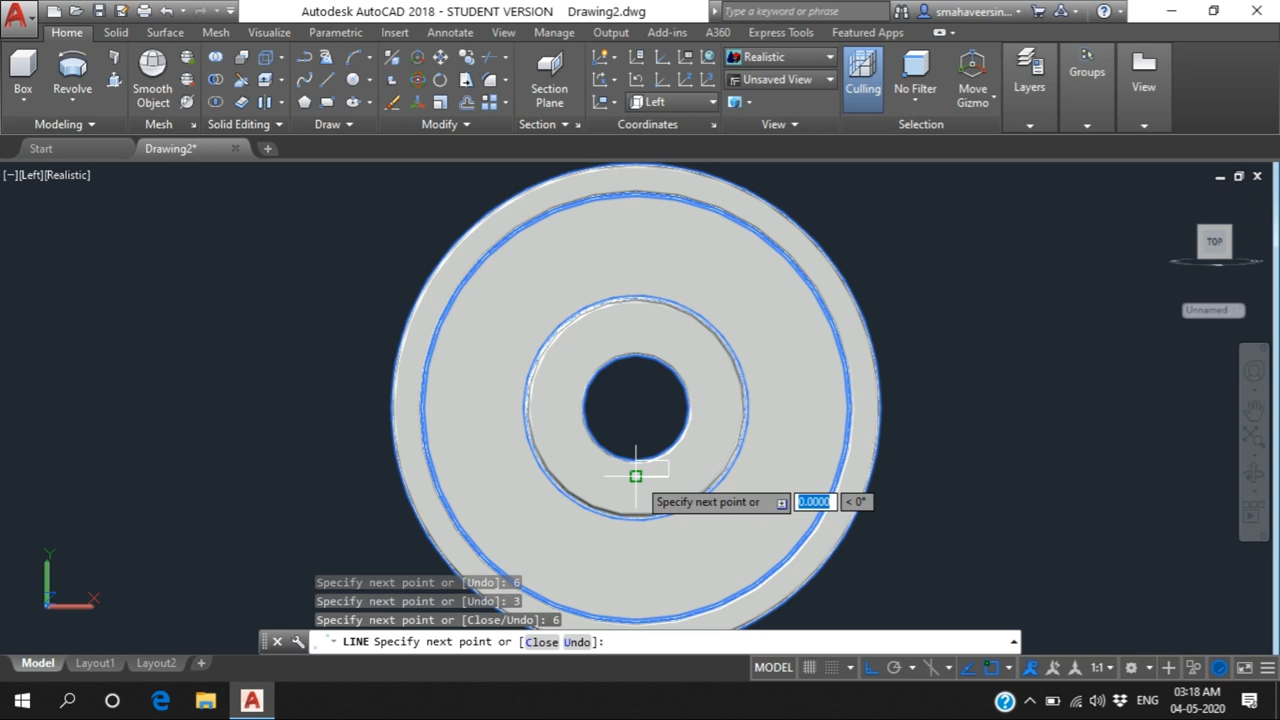 Autodesk AutoCAD 2018 - STUDENT VERSION Drawing2.dwg
Type a keyword or phrase
smahaveersin...
Home Solid Surface Mesh Visualize Parametric Insert Annotate View Manage Output Add-ins A360 Express Tools Featured Apps
Box
Revolve
Smooth
Object
Section
Plane
Realistic
Unsaved View
Left
Culling
No Filter
Move
Gizmo
Layers
Groups
View
Modeling Mesh Solid Editing Draw Modify Section Coordinates View Selection
Start Drawing2*
[−][Left][Realistic]
TOP
Unnamed
Specify next point or 0.0000 < 0°
Y
X
Specify next point or [Undo]: 6
Specify next point or [Undo]: 3
Specify next point or [Close/Undo]: 6
LINE Specify next point or [Close Undo]:
Model Layout1 Layout2
MODEL 1:1
ENG
03:18 AM
04-05-2020